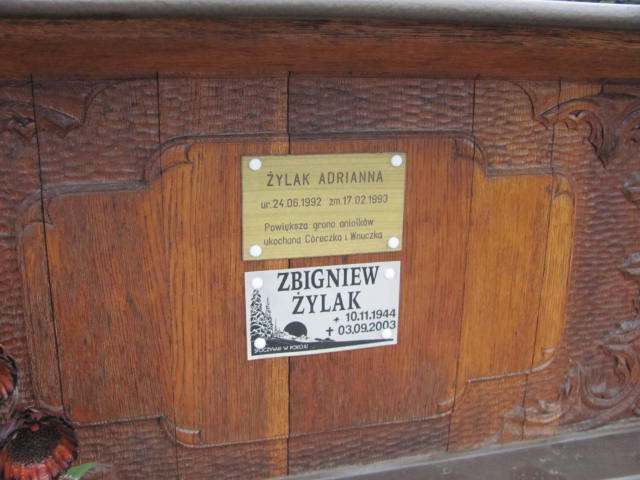 ŻYLAK ADRIANNA
ur. 24.06.1992 zm. 17.02.1993
Powiększa grono aniołków
ukochana Córeczka i Wnuczka
ZBIGNIEW
ŻYLAK
* 10.11.1944
+ 03.09.2003
SPOCZYWAJ W POKOJU